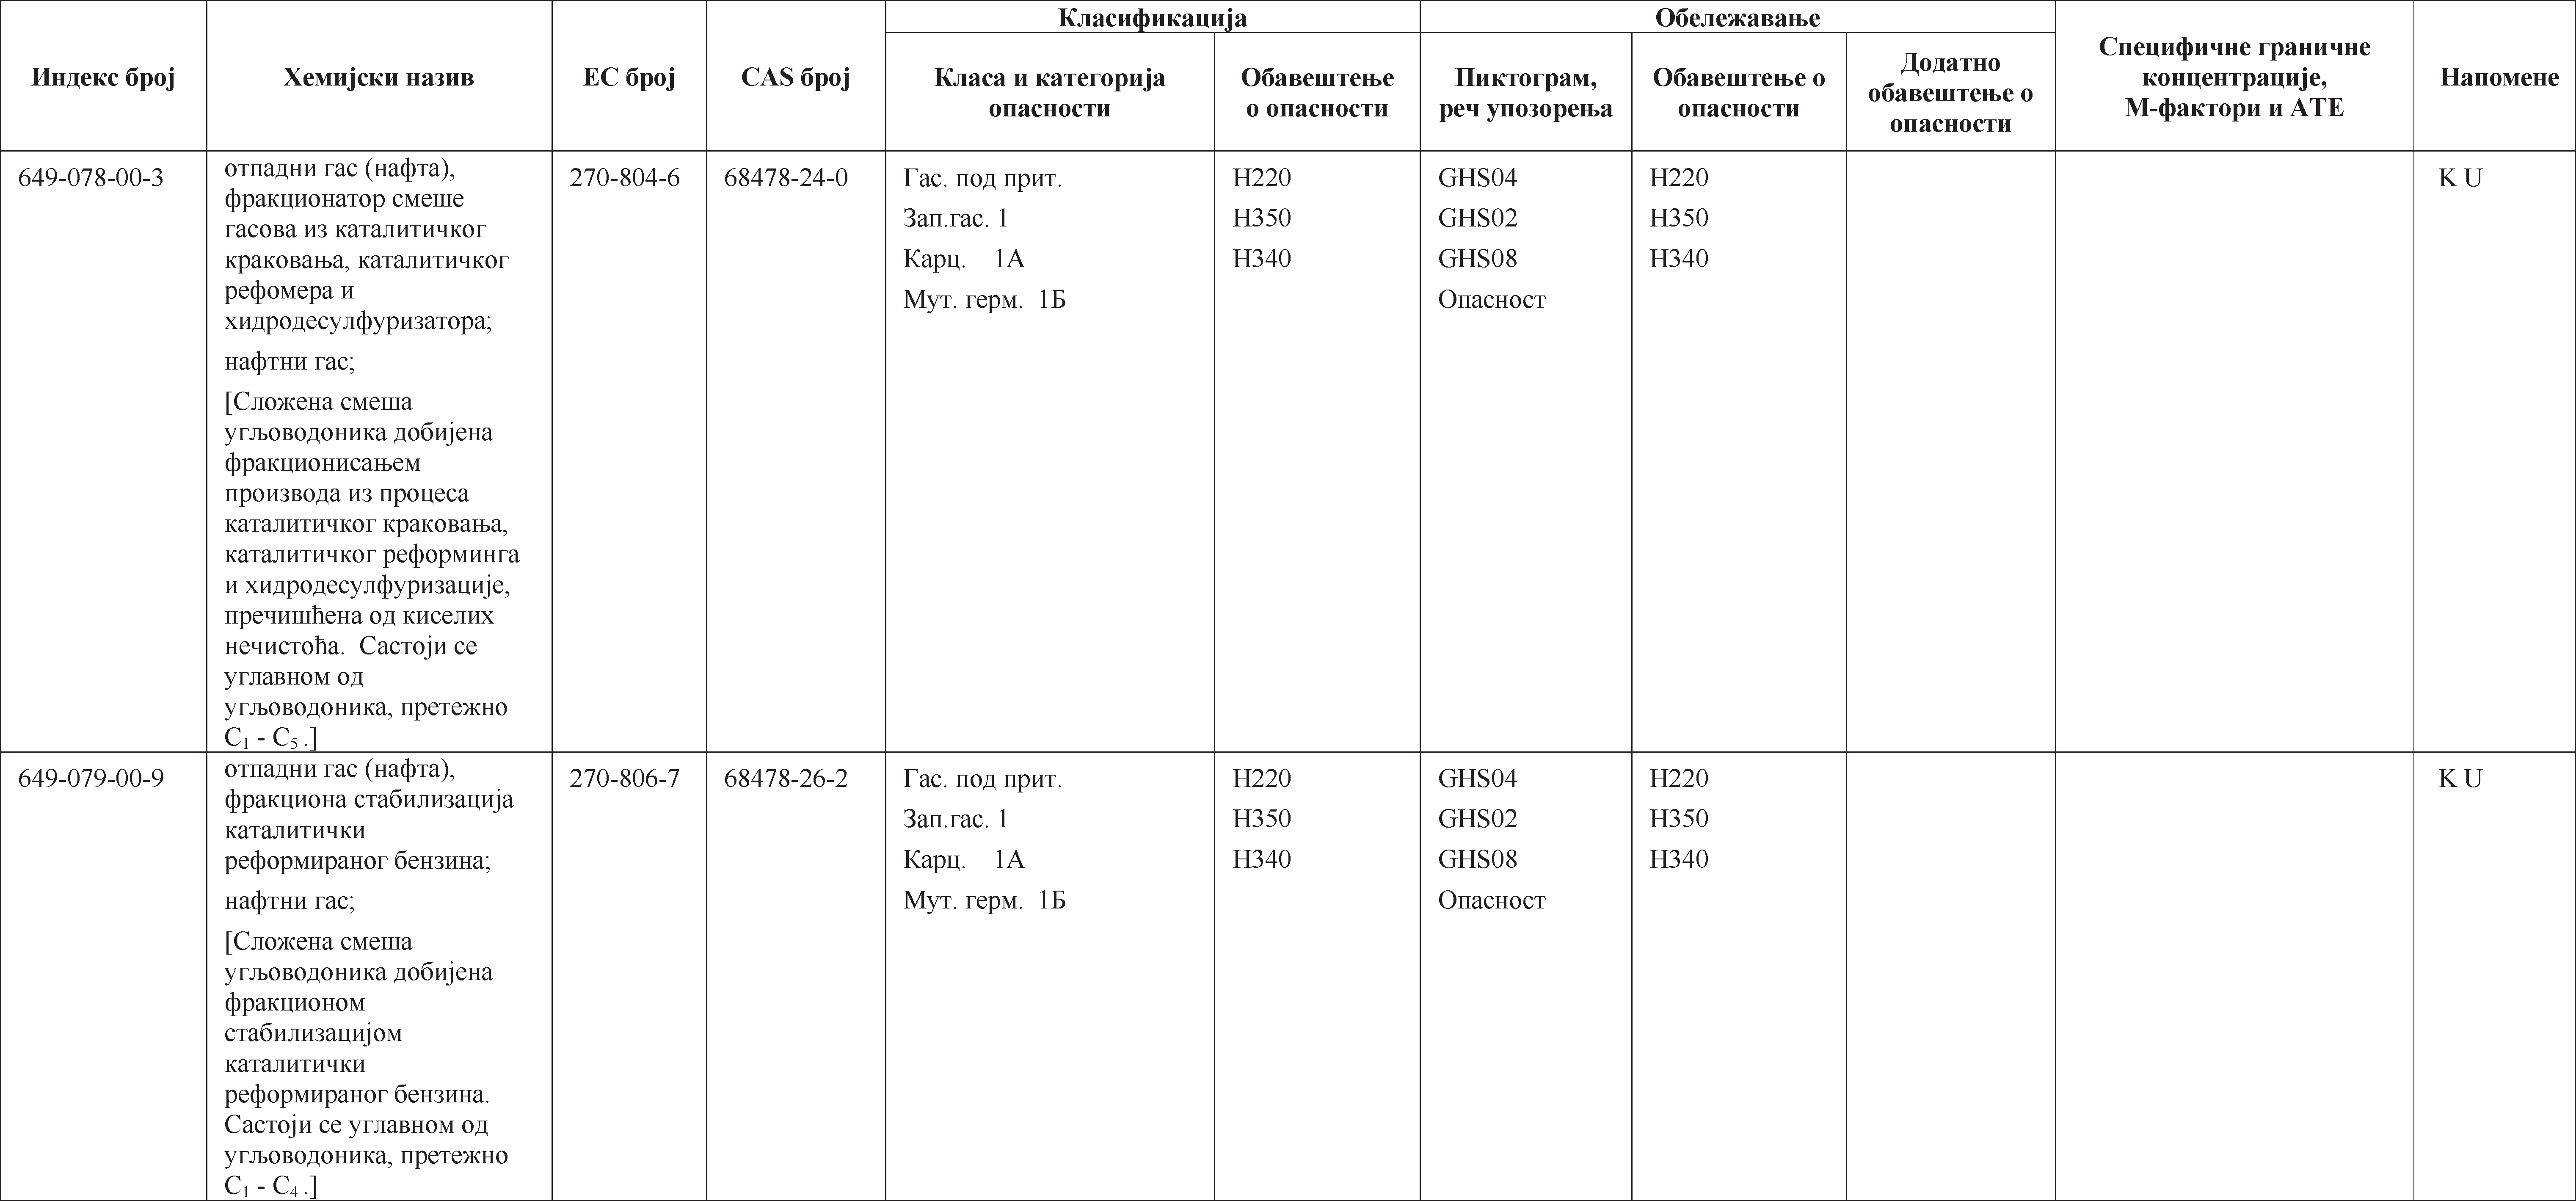 Индекс број
Хемијски назив
ЕС број
CAS број
Класификација
Обележавање
Специфичне граничне
концентрације,
М-фактори и АТЕ
Напомене
Класа и категорија
опасности
Обавештење
о опасности
Пиктограм,
реч упозорења
Обавештење о
опасности
Додатно
обавештење о
опасности
649-078-00-3
отпадни гас (нафта),
фракционатор смеше
гасова из каталитичког
краковања, каталитичког
рефомера и
хидродесулфуризатора;
нафтни гас;
[Сложена смеша
угљоводоника добијена
фракционисањем
производа из процеса
каталитичког краковања,
каталитичког реформинга
и хидродесулфуризације,
пречишћена од киселих
нечистоћа. Састоји се
углавном од
угљоводоника, претежно
C₁ - C₅ .]
270-804-6
68478-24-0
Гас. под прит.
Зап.гас. 1
Карц. 1А
Мут. герм. 1Б
H220
H350
H340
GHS04
GHS02
GHS08
Опасност
H220
H350
H340
K U
649-079-00-9
отпадни гас (нафта),
фракциона стабилизација
каталитички
реформираног бензина;
нафтни гас;
[Сложена смеша
угљоводоника добијена
фракционом
стабилизацијом
каталитички
реформираног бензина.
Састоји се углавном од
угљоводоника, претежно
C₁ - C₄ .]
270-806-7
68478-26-2
Гас. под прит.
Зап.гас. 1
Карц. 1А
Мут. герм. 1Б
H220
H350
H340
GHS04
GHS02
GHS08
Опасност
H220
H350
H340
K U